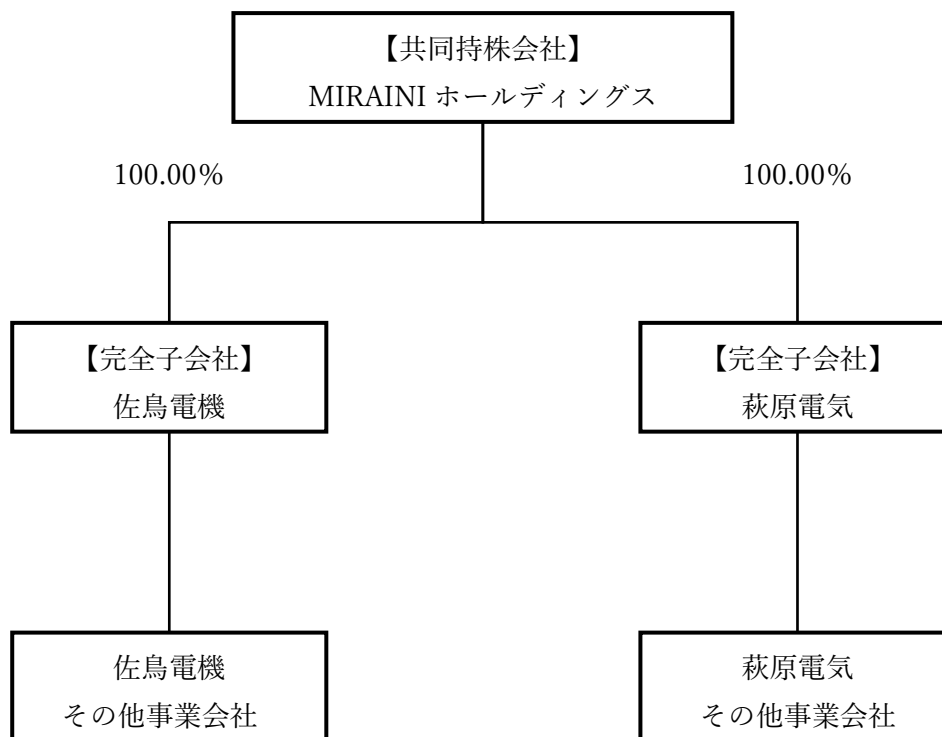 【共同持株会社】
MIRAINI ホールディングス
100.00%
100.00%
【完全子会社】
佐鳥電機
【完全子会社】
萩原電気
佐鳥電機
その他事業会社
萩原電気
その他事業会社